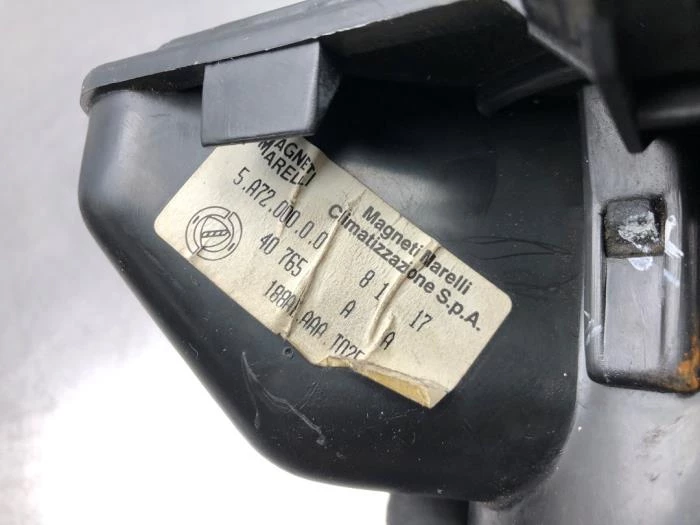 MAGNETI
MARELLI
Magneti Marelli
Climatizzazione S.p.A.
5.A72.000.0.0
40 765
8 1 17
A A